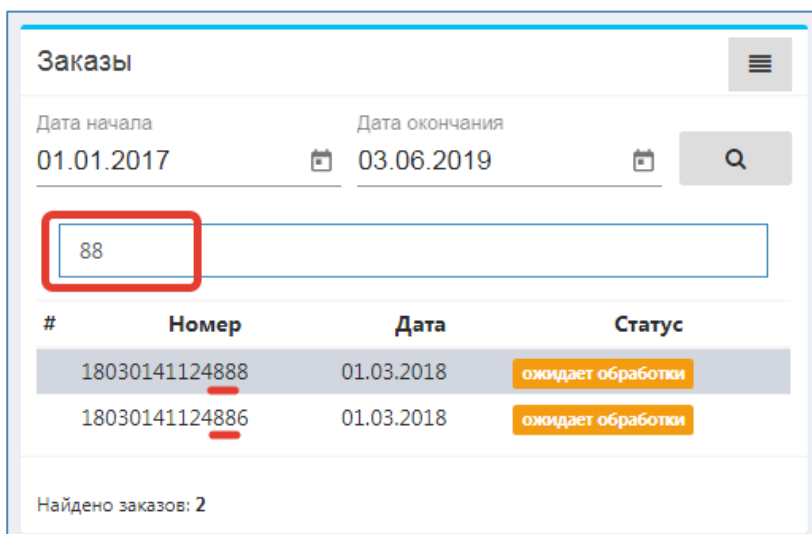 Заказы
Дата начала Дата окончания
01.01.2017 03.06.2019
88
# Номер Дата Статус
18030141124888 01.03.2018 ожидает обработки
18030141124886 01.03.2018 ожидает обработки
Найдено заказов: 2